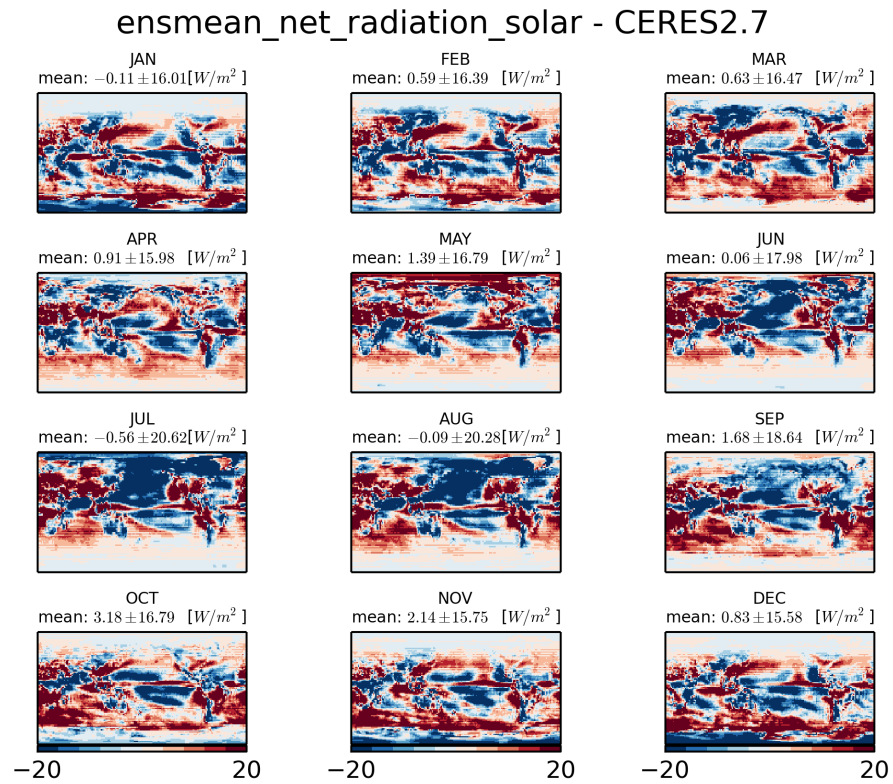 ensmean_net_radiation_solar - CERES2.7
JAN FEB MAR
mean: −0.11±16.01[W/m² ] mean: 0.59±16.39 [W/m² ] mean: 0.63±16.47 [W/m² ]
APR MAY JUN
mean: 0.91±15.98 [W/m² ] mean: 1.39±16.79 [W/m² ] mean: 0.06±17.98 [W/m² ]
JUL AUG SEP
mean: −0.56±20.62[W/m² ] mean: −0.09±20.28[W/m² ] mean: 1.68±18.64 [W/m² ]
OCT NOV DEC
mean: 3.18±16.79 [W/m² ] mean: 2.14±15.75 [W/m² ] mean: 0.83±15.58 [W/m² ]
−20 20 −20 20 −20 20